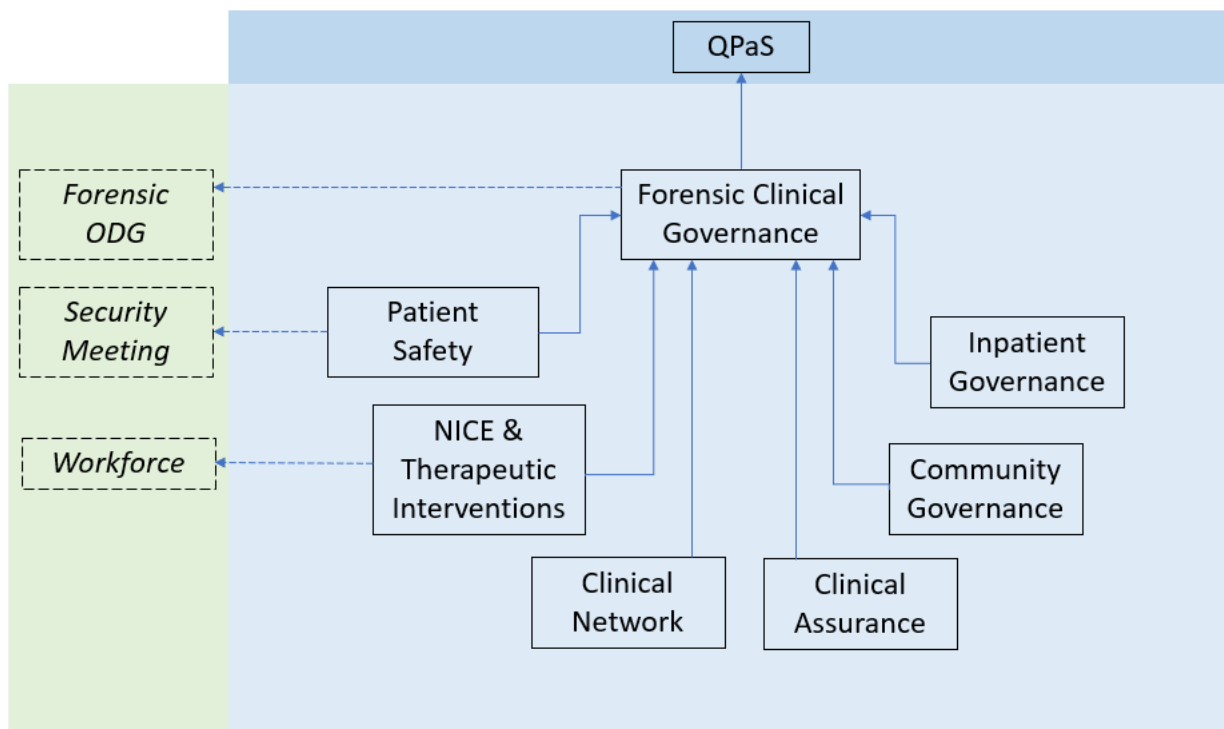 QPaS
Forensic
ODG
Forensic Clinical
Governance
Security
Meeting
Patient
Safety
Inpatient
Governance
Workforce
NICE &
Therapeutic
Interventions
Community
Governance
Clinical
Network
Clinical
Assurance